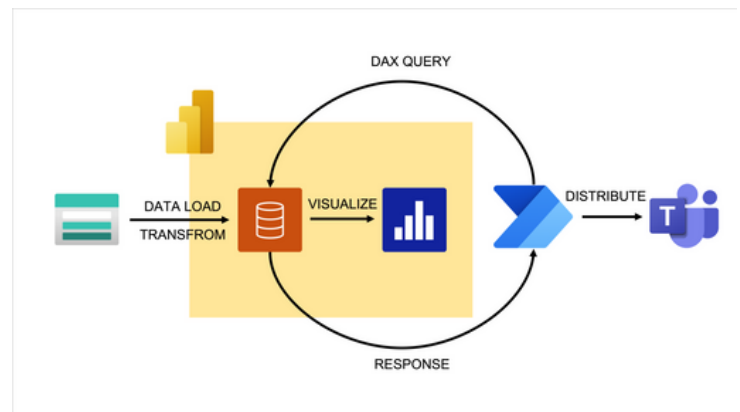 DAX QUERY
DATA LOAD
TRANSFROM
VISUALIZE
DISTRIBUTE
T
RESPONSE